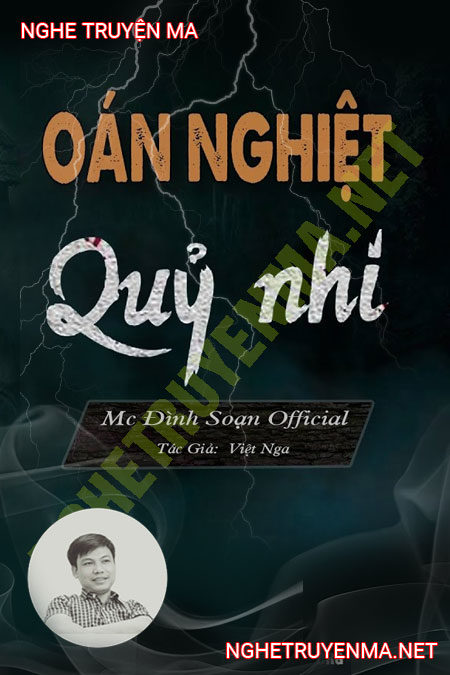 NGHE TRUYỆN MA
OÁN NGHIỆT
Quỷ nhi
Mc Đình Soạn Official
Tác Giả: Việt Nga
NGHETRUYENMA.NET
NGHETRUYENMA.NET